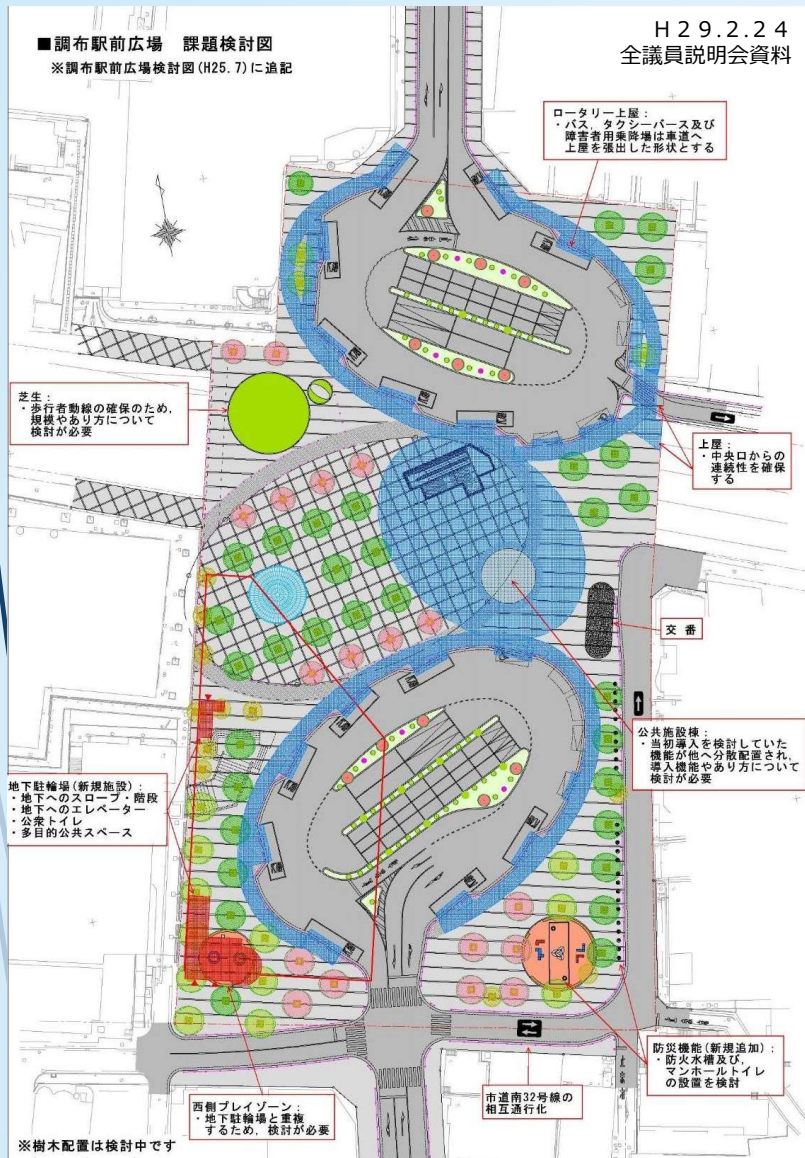 ■調布駅前広場　課題検討図
※調布駅前広場検討図(H25.7)に追記
H29.2.24
全議員説明会資料
ロータリー上屋：
・バス、タクシーバース及び
障害者用乗降場は車道へ
上屋を張出した形状とする
芝生：
・歩行者動線の確保のため、
規模やあり方について
検討が必要
上屋：
・中央口からの
連続性を確保
する
交番
公共施設棟：
・当初導入を検討していた
機能が他へ分散配置され、
導入機能やあり方について
検討が必要
地下駐輪場(新規施設)：
・地下へのスロープ・階段
・地下へのエレベーター
・公衆トイレ
・多目的公共スペース
防災機能(新規追加)：
・防火水槽及び、
マンホールトイレ
の設置を検討
市道南32号線の
相互通行化
西側プレイゾーン：
・地下駐輪場と重複
するため、検討が必要
※樹木配置は検討中です